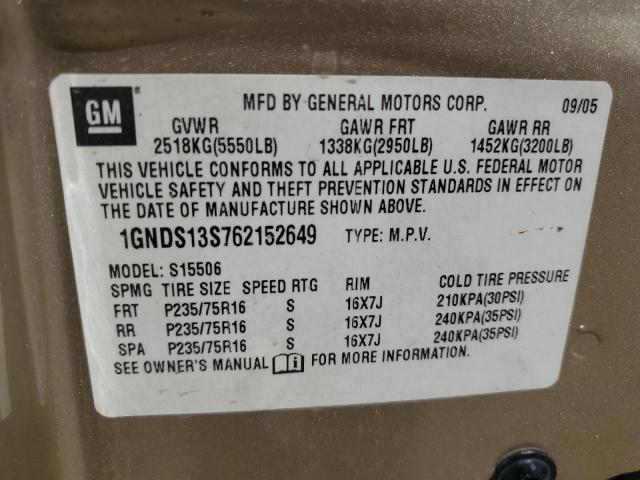 GM MFD BY GENERAL MOTORS CORP. 09/05
GVWR GAWR FRT GAWR RR
2518KG(5550LB) 1338KG(2950LB) 1452KG(3200LB)
THIS VEHICLE CONFORMS TO ALL APPLICABLE U.S. FEDERAL MOTOR
VEHICLE SAFETY AND THEFT PREVENTION STANDARDS IN EFFECT ON
THE DATE OF MANUFACTURE SHOWN ABOVE.
1GNDS13S762152649 TYPE: M.P.V.
MODEL: S15506
SPMG TIRE SIZE SPEED RTG RIM COLD TIRE PRESSURE
FRT P235/75R16 S 16X7J 210KPA(30PSI)
RR P235/75R16 S 16X7J 240KPA(35PSI)
SPA P235/75R16 S 16X7J 240KPA(35PSI)
SEE OWNER'S MANUAL i FOR MORE INFORMATION.